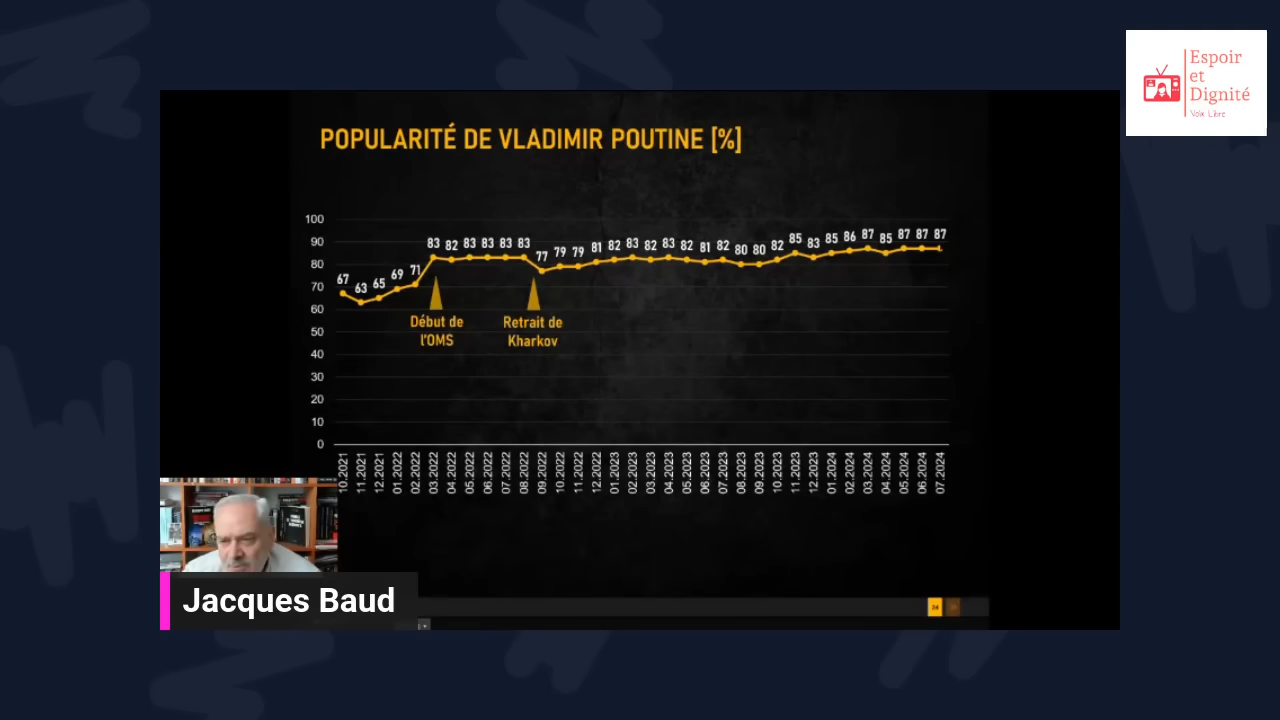 Espoir
et
Dignité
Voix Libre
POPULARITÉ DE VLADIMIR POUTINE [%]
100
90
80
70
60
50
40
30
20
10
0
67 63 65 69 71 83 82 83 83 83 83 77 79 79 81 82 83 82 83 82 81 82 80 80 82 85 83 85 86 87 85 87 87 87
Début de
l'OMS
Retrait de
Kharkov
10.2021 11.2021 12.2021 01.2022 02.2022 03.2022 04.2022 05.2022 06.2022 07.2022 08.2022 09.2022 10.2022 11.2022 12.2022 01.2023 02.2023 03.2023 04.2023 05.2023 06.2023 07.2023 08.2023 09.2023 10.2023 11.2023 12.2023 01.2024 02.2024 03.2024 04.2024 05.2024 06.2024 07.2024
Jacques Baud